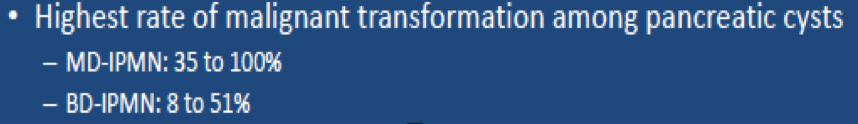 • Highest rate of malignant transformation among pancreatic cysts
– MD-IPMN: 35 to 100%
– BD-IPMN: 8 to 51%